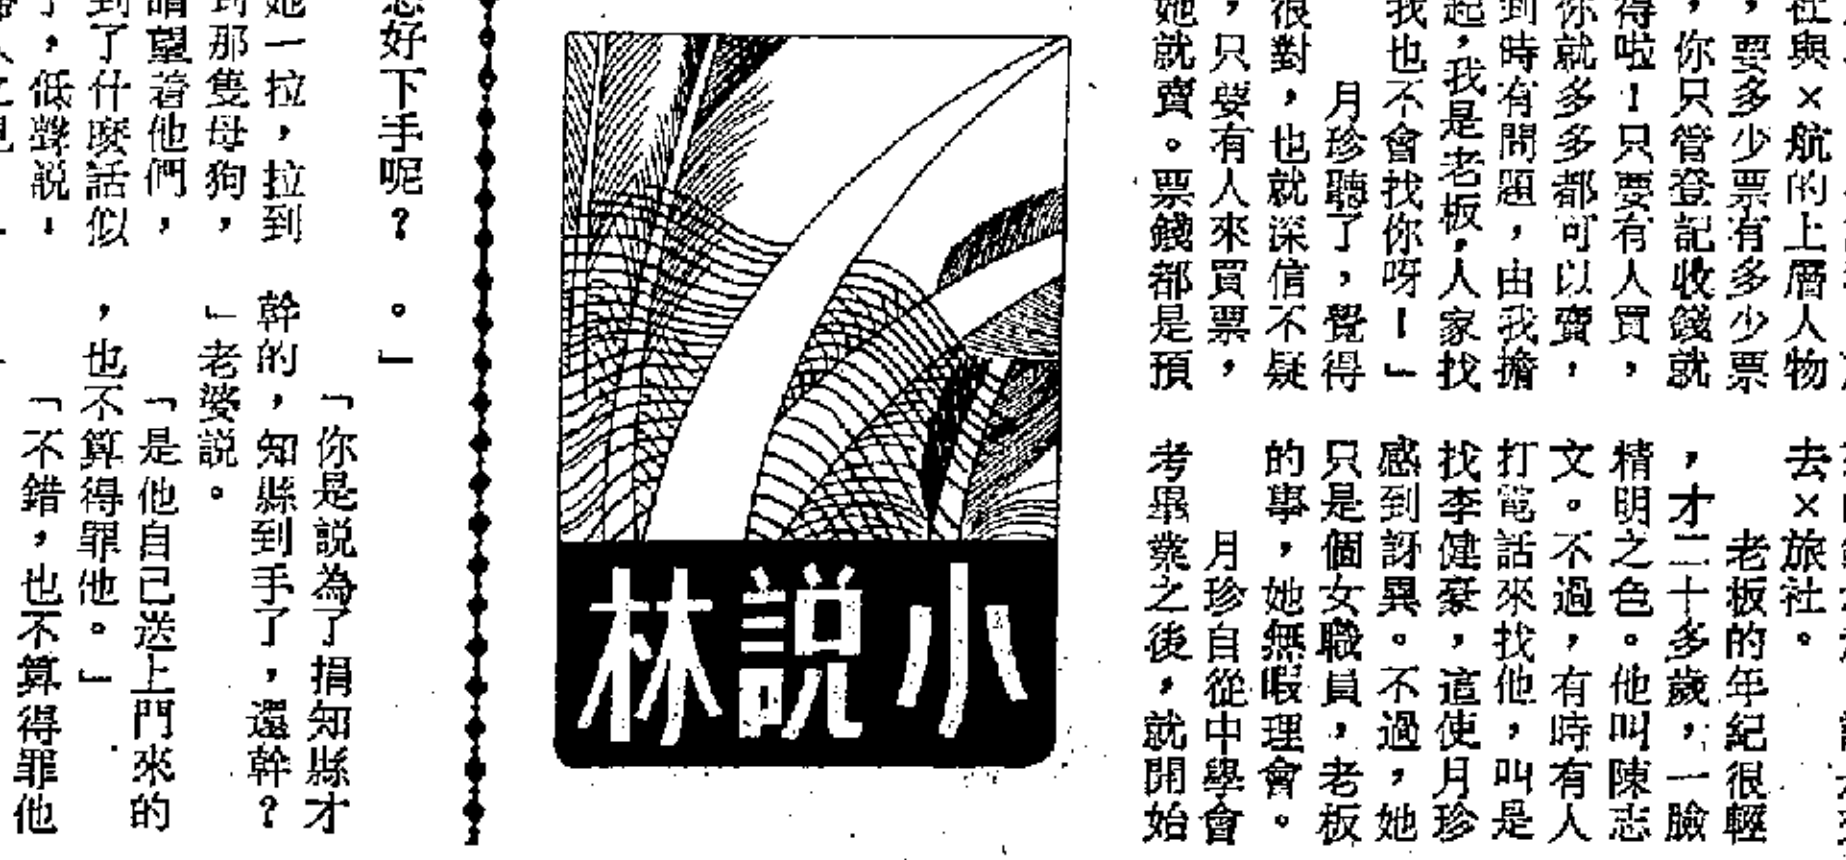 社與×航的上層人物
，要多少票有多少票
，你只管登記收錢就
得啦！只要有人買，
你就多多都可以賣，
到時有問題，由我擔
起，我是老板，人家找
我也不會找你呀！」
月珍聽了，覺得
很對，也就深信不疑
，只要有人來買票，
她就賣。票錢都是預
去×旅社。
老板的年紀很輕
，才二十多歲，一臉
精明之色。他叫陳志
文。不過，有時有人
打電話來找他，叫是
找李健豪，這使月珍
感到訝異。不過，她
只是個女職員，老板
的事，她無暇理會。
月珍自從中學會
考畢業之後，就開始
小説林
好下手呢？
她一拉，拉到
到那隻母狗，
望着他們，
到了什麼話似
了，低聲説：
。」
「你是説為了捐知縣才
幹的，知縣到手了，還幹？
」老婆説。
「是他自己送上門來的
，也不算得罪他。」
「不錯，也不算得罪他